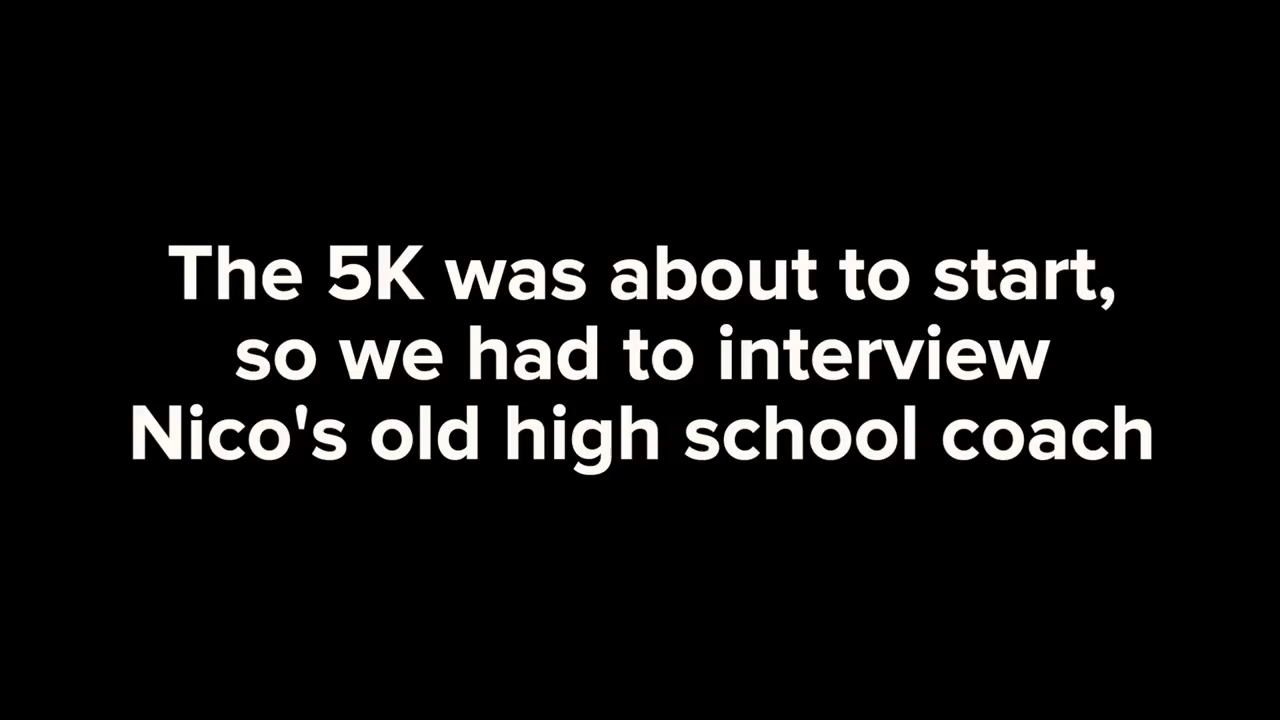 The 5K was about to start,
so we had to interview
Nico's old high school coach